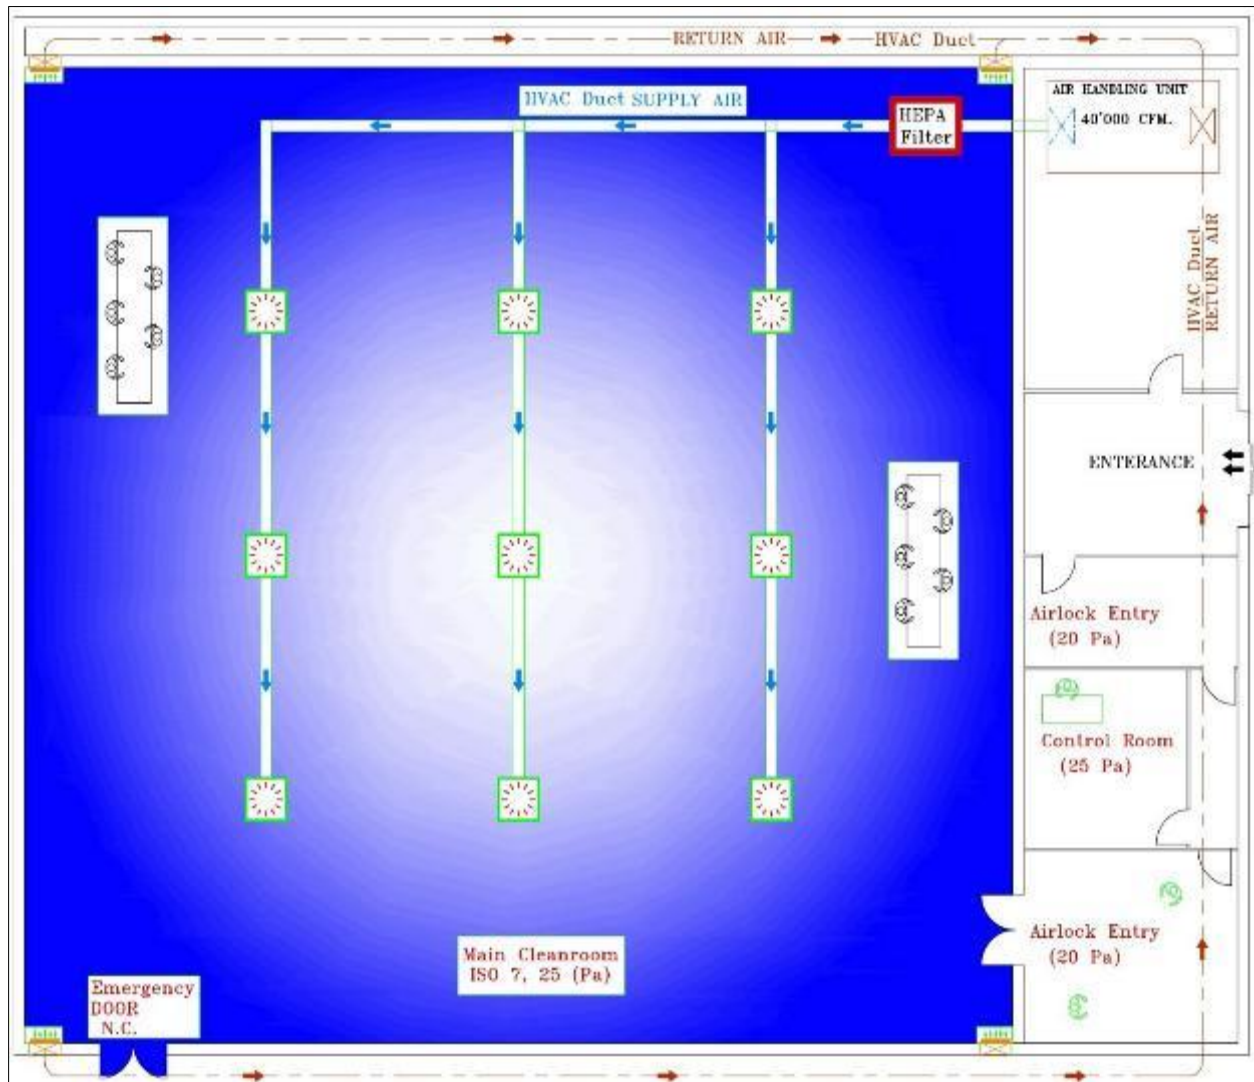 RETURN AIR
HVAC Duct
AIR HANDLING UNIT
40'000 CFM.
HVAC Duct SUPPLY AIR
HEPA
Filter
HVAC Duct
RETURN AIR
ENTERANCE
Airlock Entry
(20 Pa)
Control Room
(25 Pa)
Airlock Entry
(20 Pa)
Main Cleanroom
ISO 7, 25 (Pa)
Emergency
DOOR
N.C.